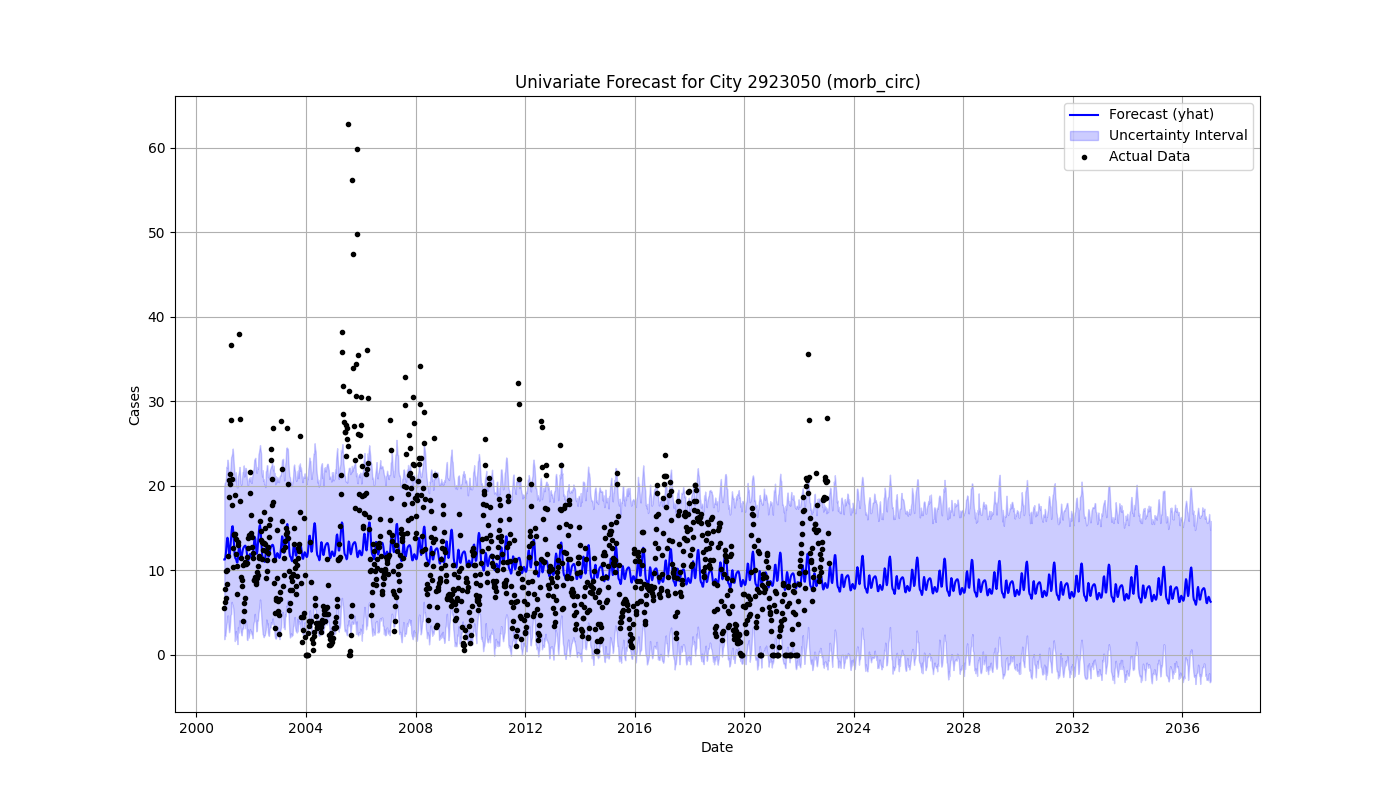 Univariate Forecast for City 2923050 (morb_circ)
Forecast (yhat)
Uncertainty Interval
Actual Data
60
50
40
30
20
10
0
Cases
2000 2004 2008 2012 2016 2020 2024 2028 2032 2036
Date